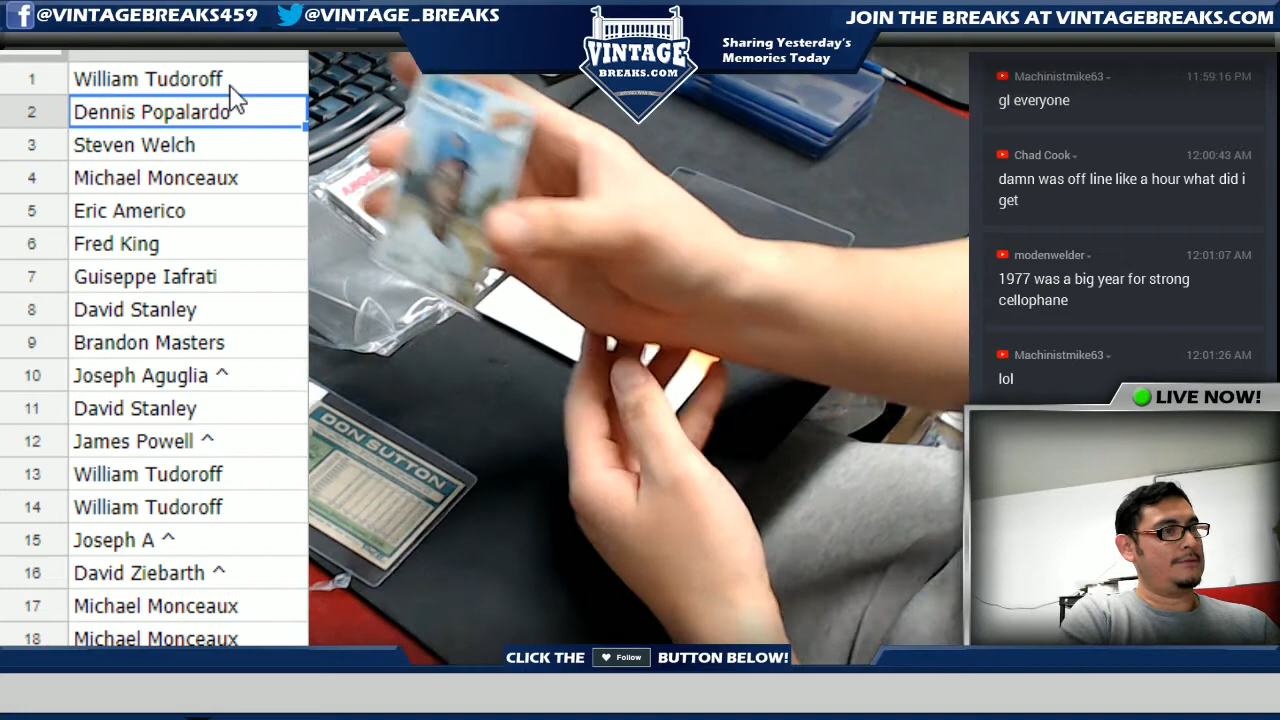 @VINTAGEBREAKS459 @VINTAGE_BREAKS
VINTAGE
BREAKS.COM
Sharing Yesterday's
Memories Today
JOIN THE BREAKS AT VINTAGEBREAKS.COM
1 William Tudoroff
2 Dennis Popalardo
3 Steven Welch
4 Michael Monceaux
5 Eric Americo
6 Fred King
7 Guiseppe Iafrati
8 David Stanley
9 Brandon Masters
10 Joseph Aguglia ^
11 David Stanley
12 James Powell ^
13 William Tudoroff
14 William Tudoroff
15 Joseph A ^
16 David Ziebarth ^
17 Michael Monceaux
18 Michael Monceaux
DON SUTTON
Machinistmike63 11:59:16 PM
gl everyone
Chad Cook 12:00:43 AM
damn was off line like a hour what did i
get
modenwelder 12:01:07 AM
1977 was a big year for strong
cellophane
Machinistmike63 12:01:26 AM
lol
LIVE NOW!
CLICK THE Follow BUTTON BELOW!